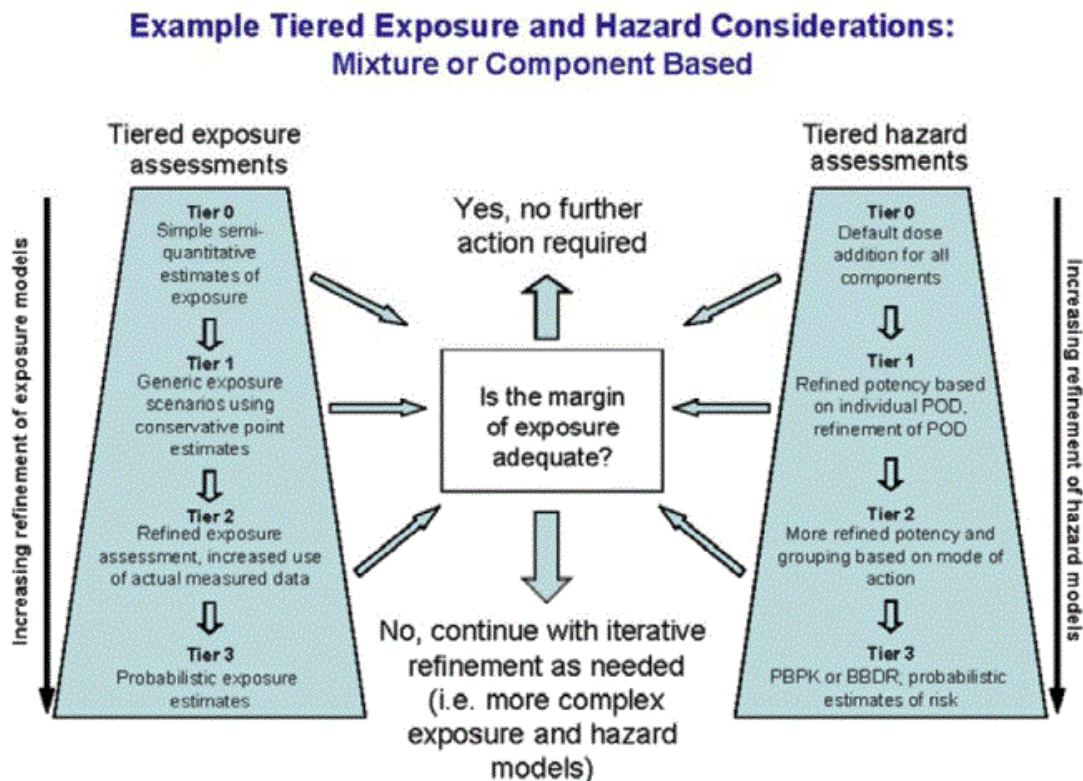 Example Tiered Exposure and Hazard Considerations:
Mixture or Component Based
Tiered exposure
assessments
Increasing refinement of exposure models
Tier 0
Simple semi-
quantitative
estimates of
exposure
Tier 1
Generic exposure
scenarios using
conservative point
estimates
Tier 2
Refined exposure
assessment, increased use
of actual measured data
Tier 3
Probabilistic exposure
estimates
Yes, no further
action required
Is the margin
of exposure
adequate?
No, continue with iterative
refinement as needed
(i.e. more complex
exposure and hazard
models)
Tiered hazard
assessments
Tier 0
Default dose
addition for all
components
Tier 1
Refined potency based
on individual POD,
refinement of POD
Tier 2
More refined potency and
grouping based on mode of
action
Tier 3
PBPK or BBDR; probabilistic
estimates of risk
Increasing refinement of hazard models